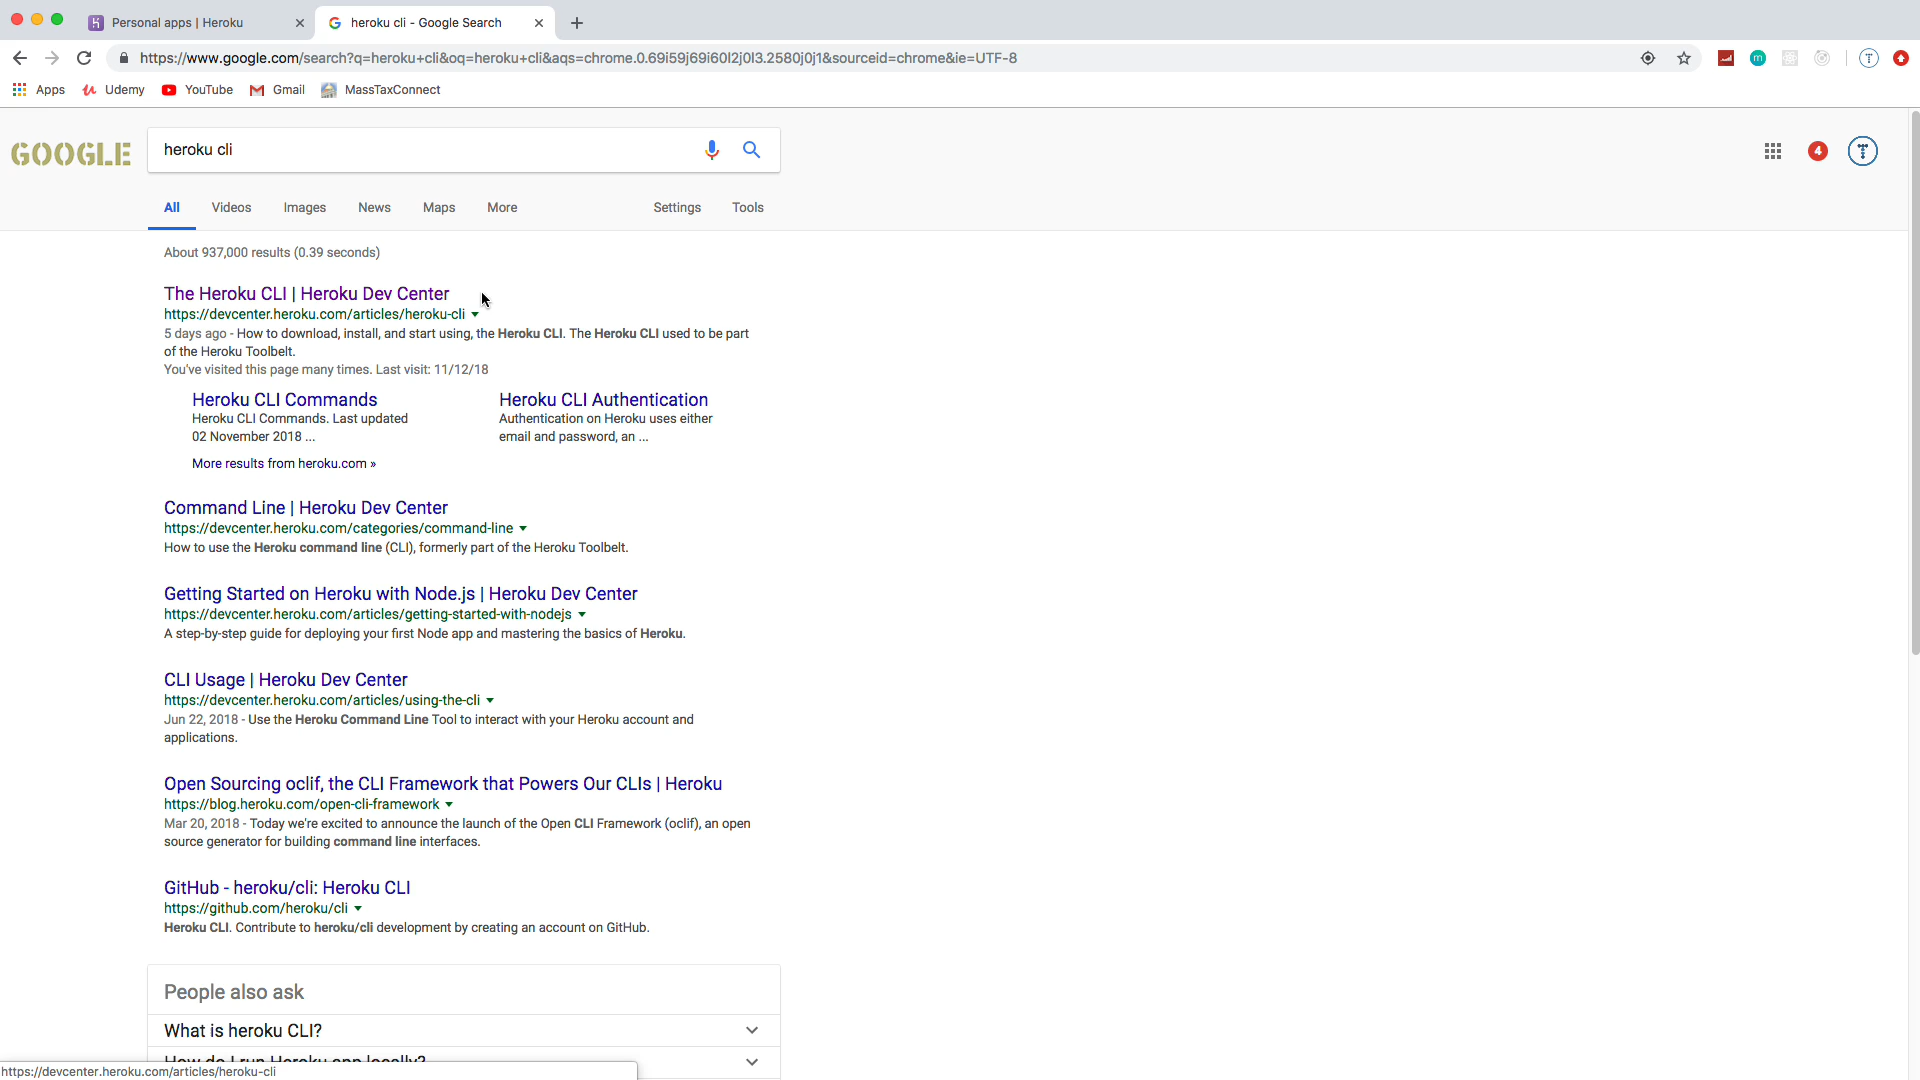 Personal apps | Heroku
heroku cli - Google Search
https://www.google.com/search?q=heroku+cli&oq=heroku+cli&aqs=chrome.0.69i59j69i60l2j0l3.2580j0j1&sourceid=chrome&ie=UTF-8
Apps Udemy YouTube Gmail MassTaxConnect
GOOGLE
heroku cli
4
All Videos Images News Maps More Settings Tools
About 937,000 results (0.39 seconds)
The Heroku CLI | Heroku Dev Center
https://devcenter.heroku.com/articles/heroku-cli
5 days ago - How to download, install, and start using, the Heroku CLI. The Heroku CLI used to be part
of the Heroku Toolbelt.
You've visited this page many times. Last visit: 11/12/18
Heroku CLI Commands
Heroku CLI Commands. Last updated
02 November 2018 ...
Heroku CLI Authentication
Authentication on Heroku uses either
email and password, an ...
More results from heroku.com »
Command Line | Heroku Dev Center
https://devcenter.heroku.com/categories/command-line
How to use the Heroku command line (CLI), formerly part of the Heroku Toolbelt.
Getting Started on Heroku with Node.js | Heroku Dev Center
https://devcenter.heroku.com/articles/getting-started-with-nodejs
A step-by-step guide for deploying your first Node app and mastering the basics of Heroku.
CLI Usage | Heroku Dev Center
https://devcenter.heroku.com/articles/using-the-cli
Jun 22, 2018 - Use the Heroku Command Line Tool to interact with your Heroku account and
applications.
Open Sourcing oclif, the CLI Framework that Powers Our CLIs | Heroku
https://blog.heroku.com/open-cli-framework
Mar 20, 2018 - Today we're excited to announce the launch of the Open CLI Framework (oclif), an open
source generator for building command line interfaces.
GitHub - heroku/cli: Heroku CLI
https://github.com/heroku/cli
Heroku CLI. Contribute to heroku/cli development by creating an account on GitHub.
People also ask
What is heroku CLI?
How do I run Heroku app locally?
https://devcenter.heroku.com/articles/heroku-cli